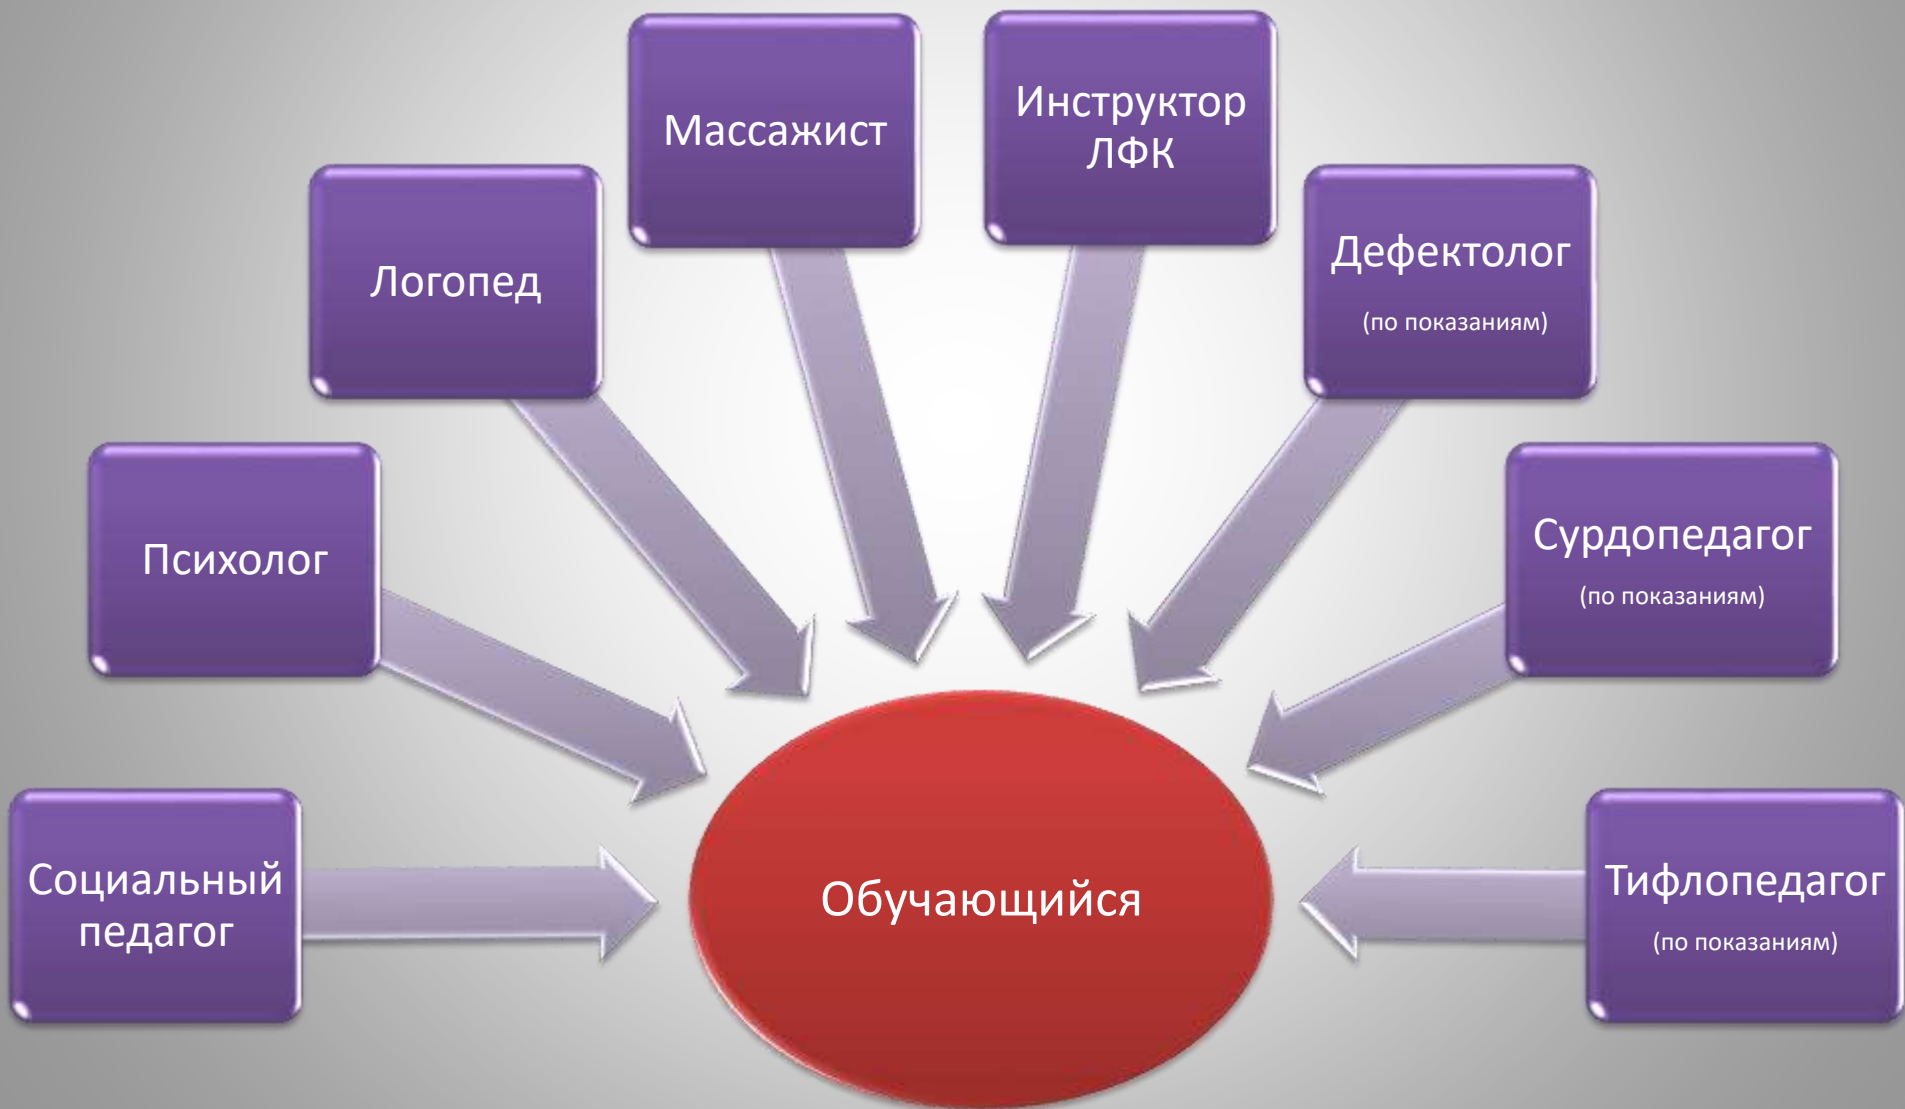 Массажист
Инструктор
ЛФК
Логопед
Дефектолог
(по показаниям)
Психолог
Сурдопедагог
(по показаниям)
Социальный
педагог
Обучающийся
Тифлопедагог
(по показаниям)